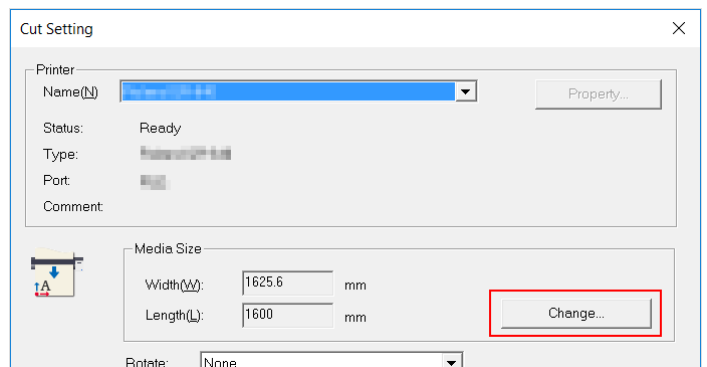 Cut Setting
Printer
Name(N)
Property...
Status: Ready
Type:
Port:
Comment:
Media Size
A
Width(W): 1625.6 mm
Length(L): 1600 mm
Change...
Rotate: None